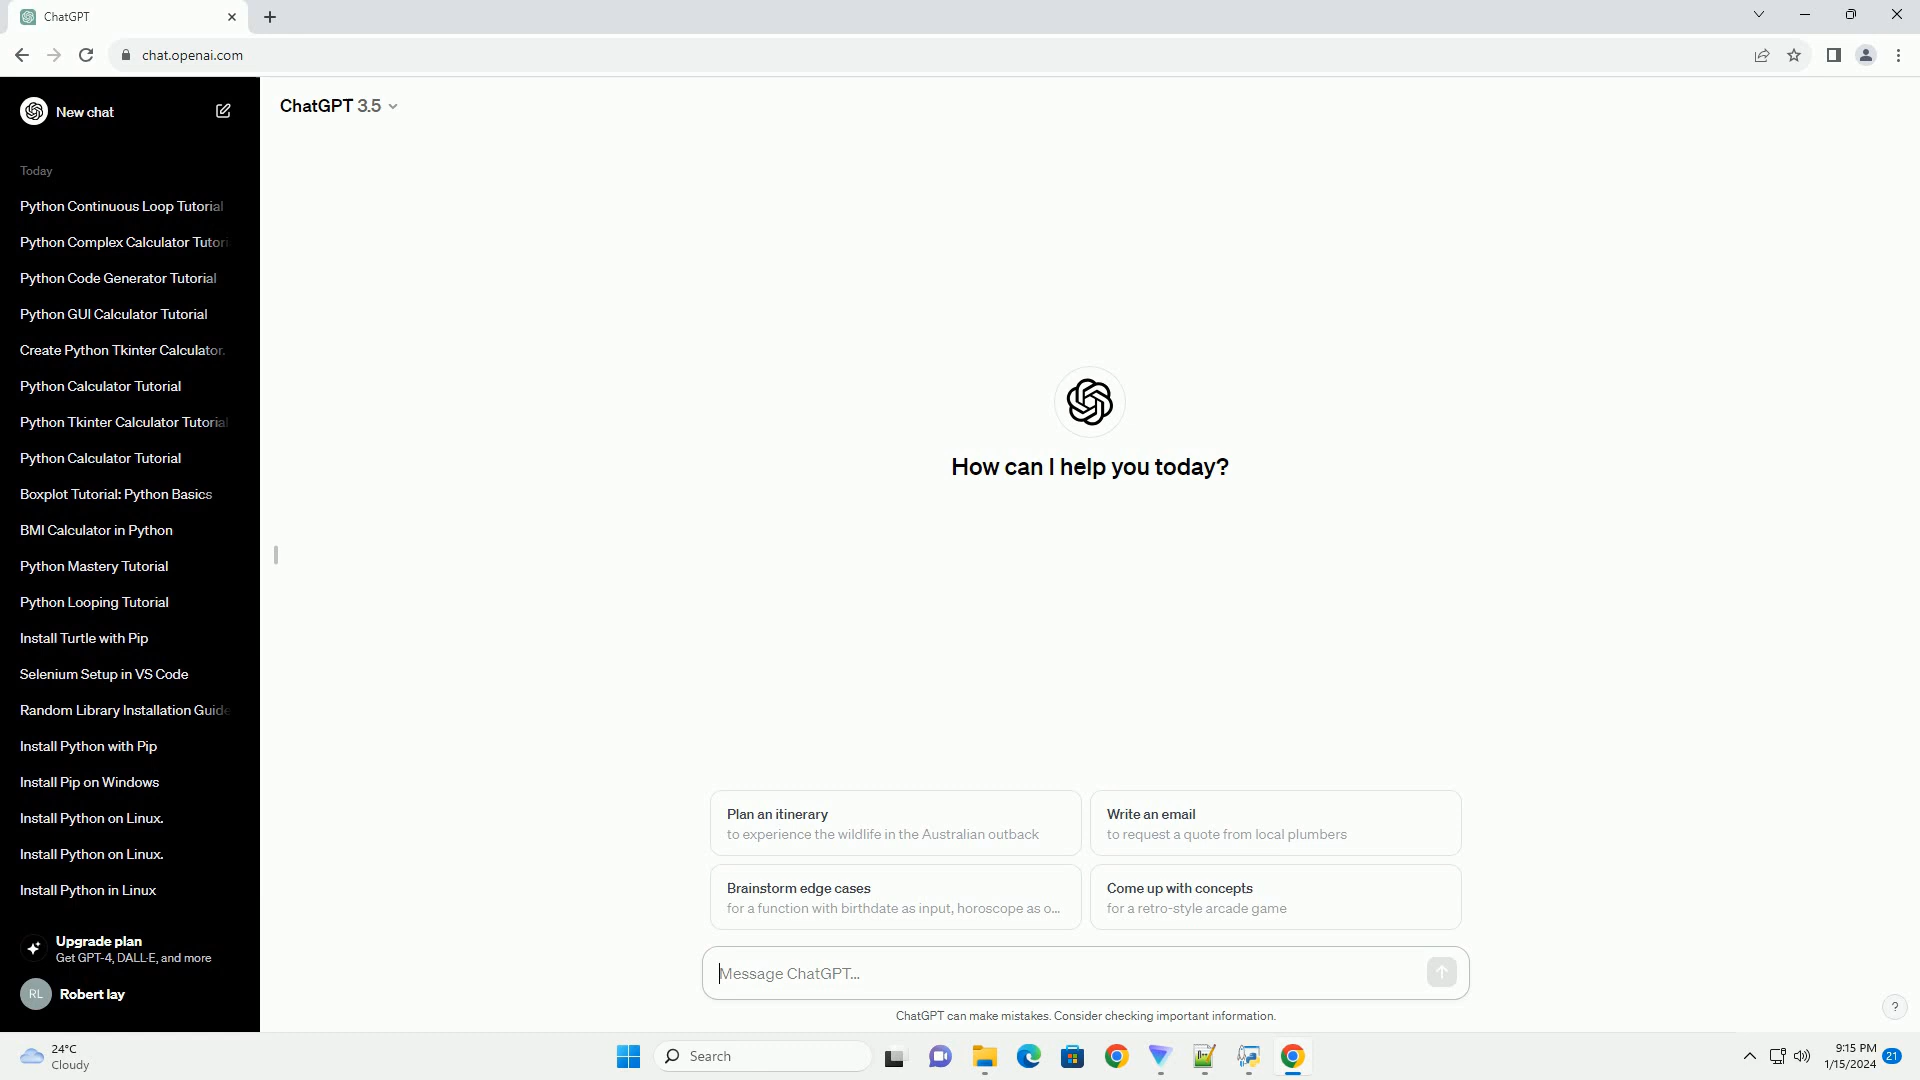 ChatGPT
chat.openai.com
New chat
ChatGPT 3.5
Today
Python Continuous Loop Tutorial
Python Complex Calculator Tutori
Python Code Generator Tutorial
Python GUI Calculator Tutorial
Create Python Tkinter Calculator.
Python Calculator Tutorial
Python Tkinter Calculator Tutorial
Python Calculator Tutorial
Boxplot Tutorial: Python Basics
BMI Calculator in Python
Python Mastery Tutorial
Python Looping Tutorial
Install Turtle with Pip
Selenium Setup in VS Code
Random Library Installation Guide
Install Python with Pip
Install Pip on Windows
Install Python on Linux.
Install Python on Linux.
Install Python in Linux
Upgrade plan
Get GPT-4, DALL·E, and more
RL
Robert lay
How can I help you today?
Plan an itinerary
to experience the wildlife in the Australian outback
Write an email
to request a quote from local plumbers
Brainstorm edge cases
for a function with birthdate as input, horoscope as o...
Come up with concepts
for a retro-style arcade game
Message ChatGPT...
ChatGPT can make mistakes. Consider checking important information.
?
24°C
Cloudy
Search
9:15 PM
1/15/2024
21